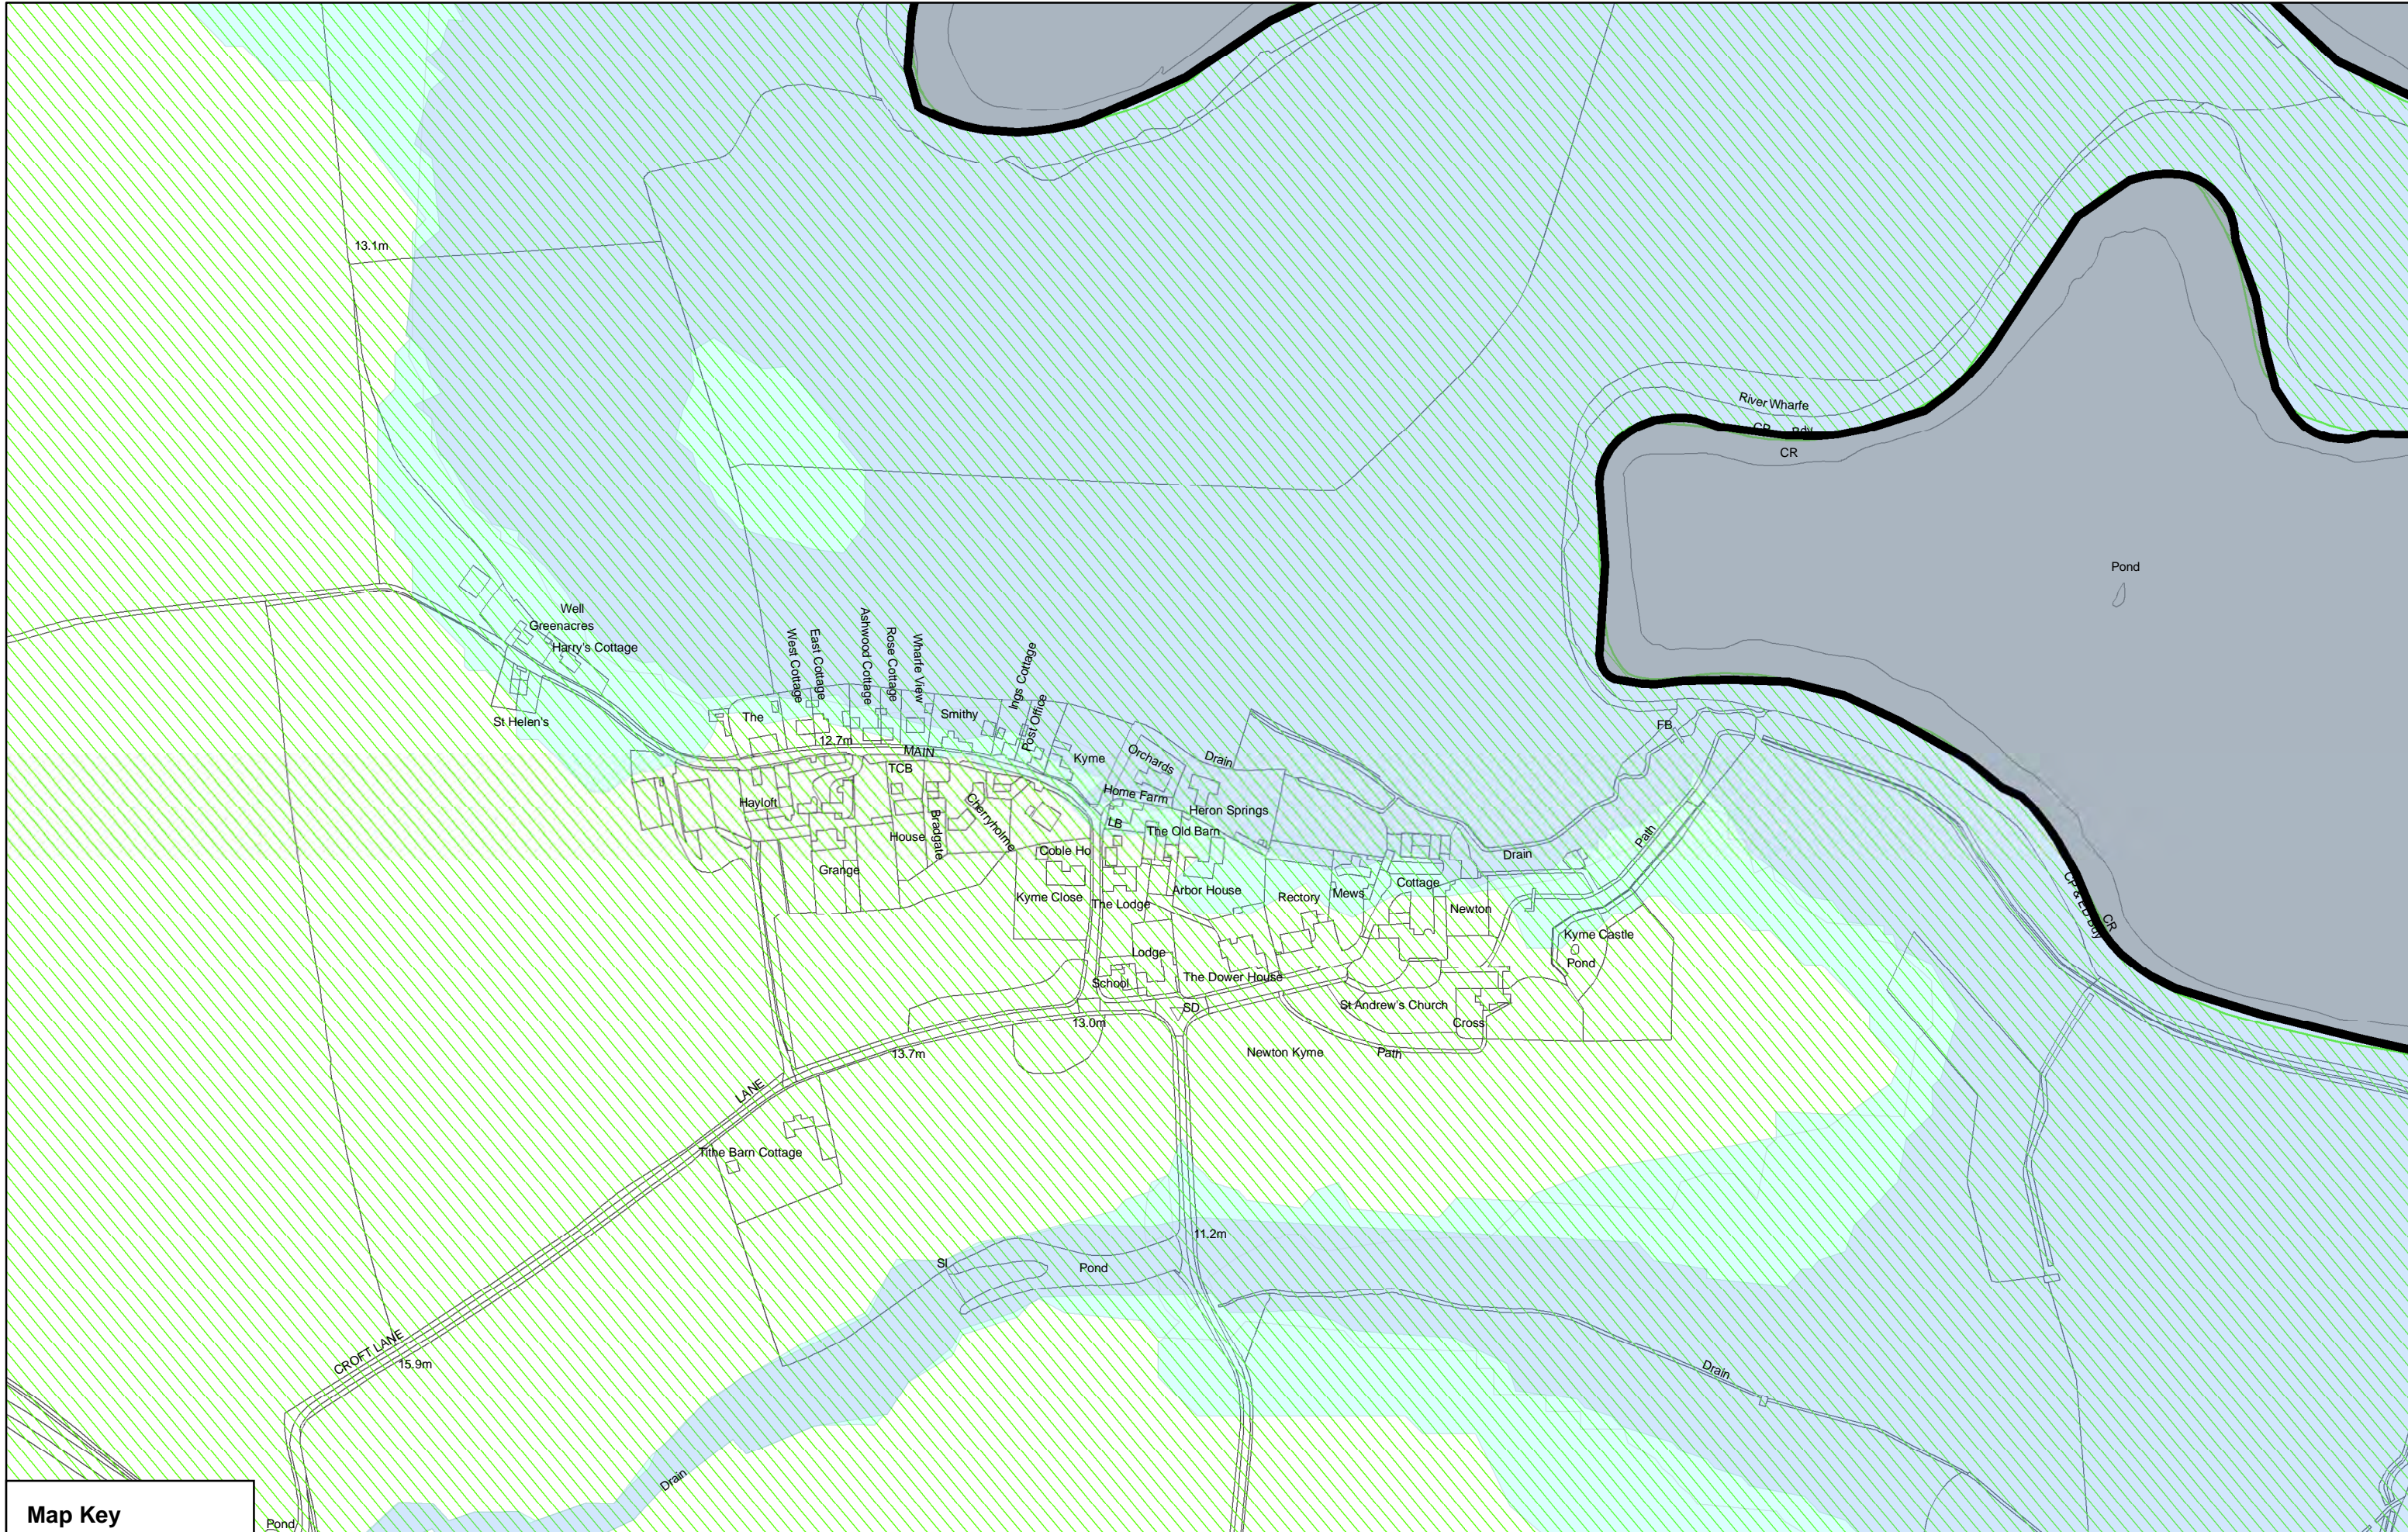 13.1m
River Wharfe
CP Bdy
CR
Pond
Well
Greenacres
Harry's Cottage
St Helen's
West Cottage
East Cottage
Ashwood Cottage
Rose Cottage
Wharfe View
Ings Cottage
Post Office
The
Smithy
12.7m
MAIN
TCB
Kyme
Orchards
Drain
FB
Hayloft
Home Farm
Heron Springs
LB
The Old Barn
Cherryholme
Bradgate
House
Coble Ho
Grange
Kyme Close
The Lodge
Arbor House
Rectory
Mews
Cottage
Newton
Drain
Path
CP & ED Bdy
CR
Kyme Castle
Pond
Lodge
School
The Dower House
St Andrew's Church
SD
Cross
13.0m
13.7m
Newton Kyme
Path
LANE
Tithe Barn Cottage
11.2m
Sl
Pond
CROFT LANE
15.9m
Drain
Drain
Map Key
Pond